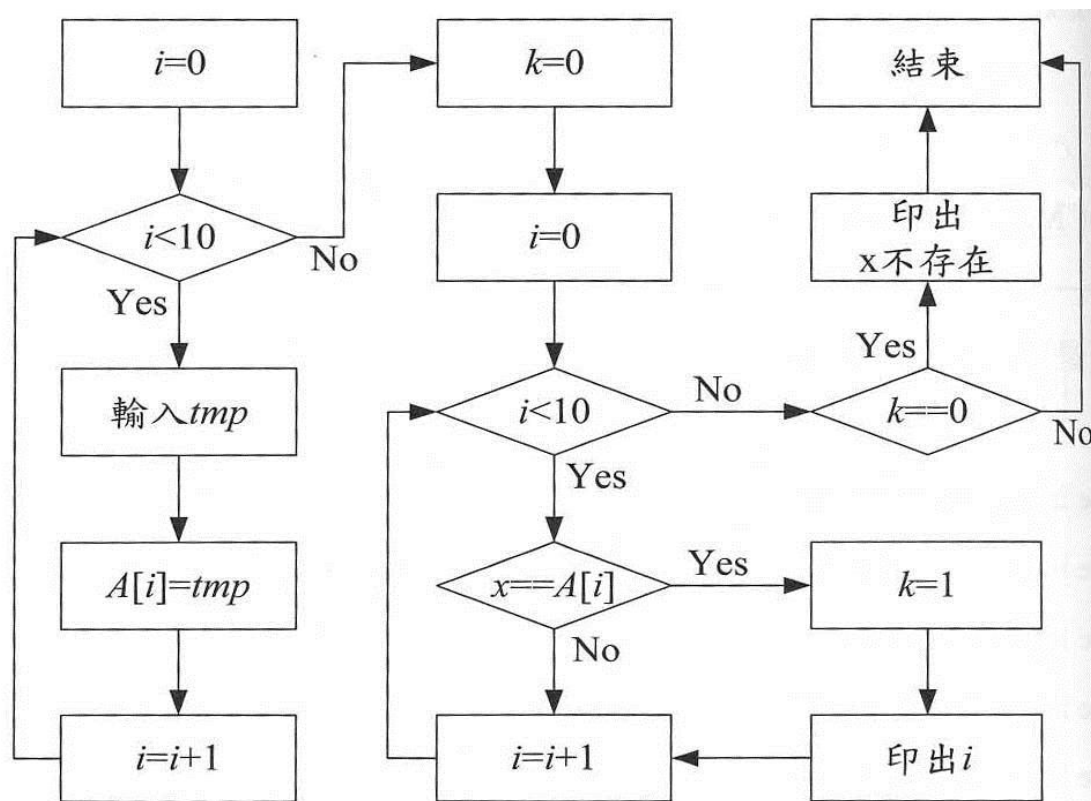 i=0
i<10
No
Yes
輸入tmp
A[i]=tmp
i=i+1
k=0
i=0
i<10
No
Yes
x==A[i]
Yes
No
i=i+1
k=1
印出i
結束
印出
x不存在
Yes
k==0
No